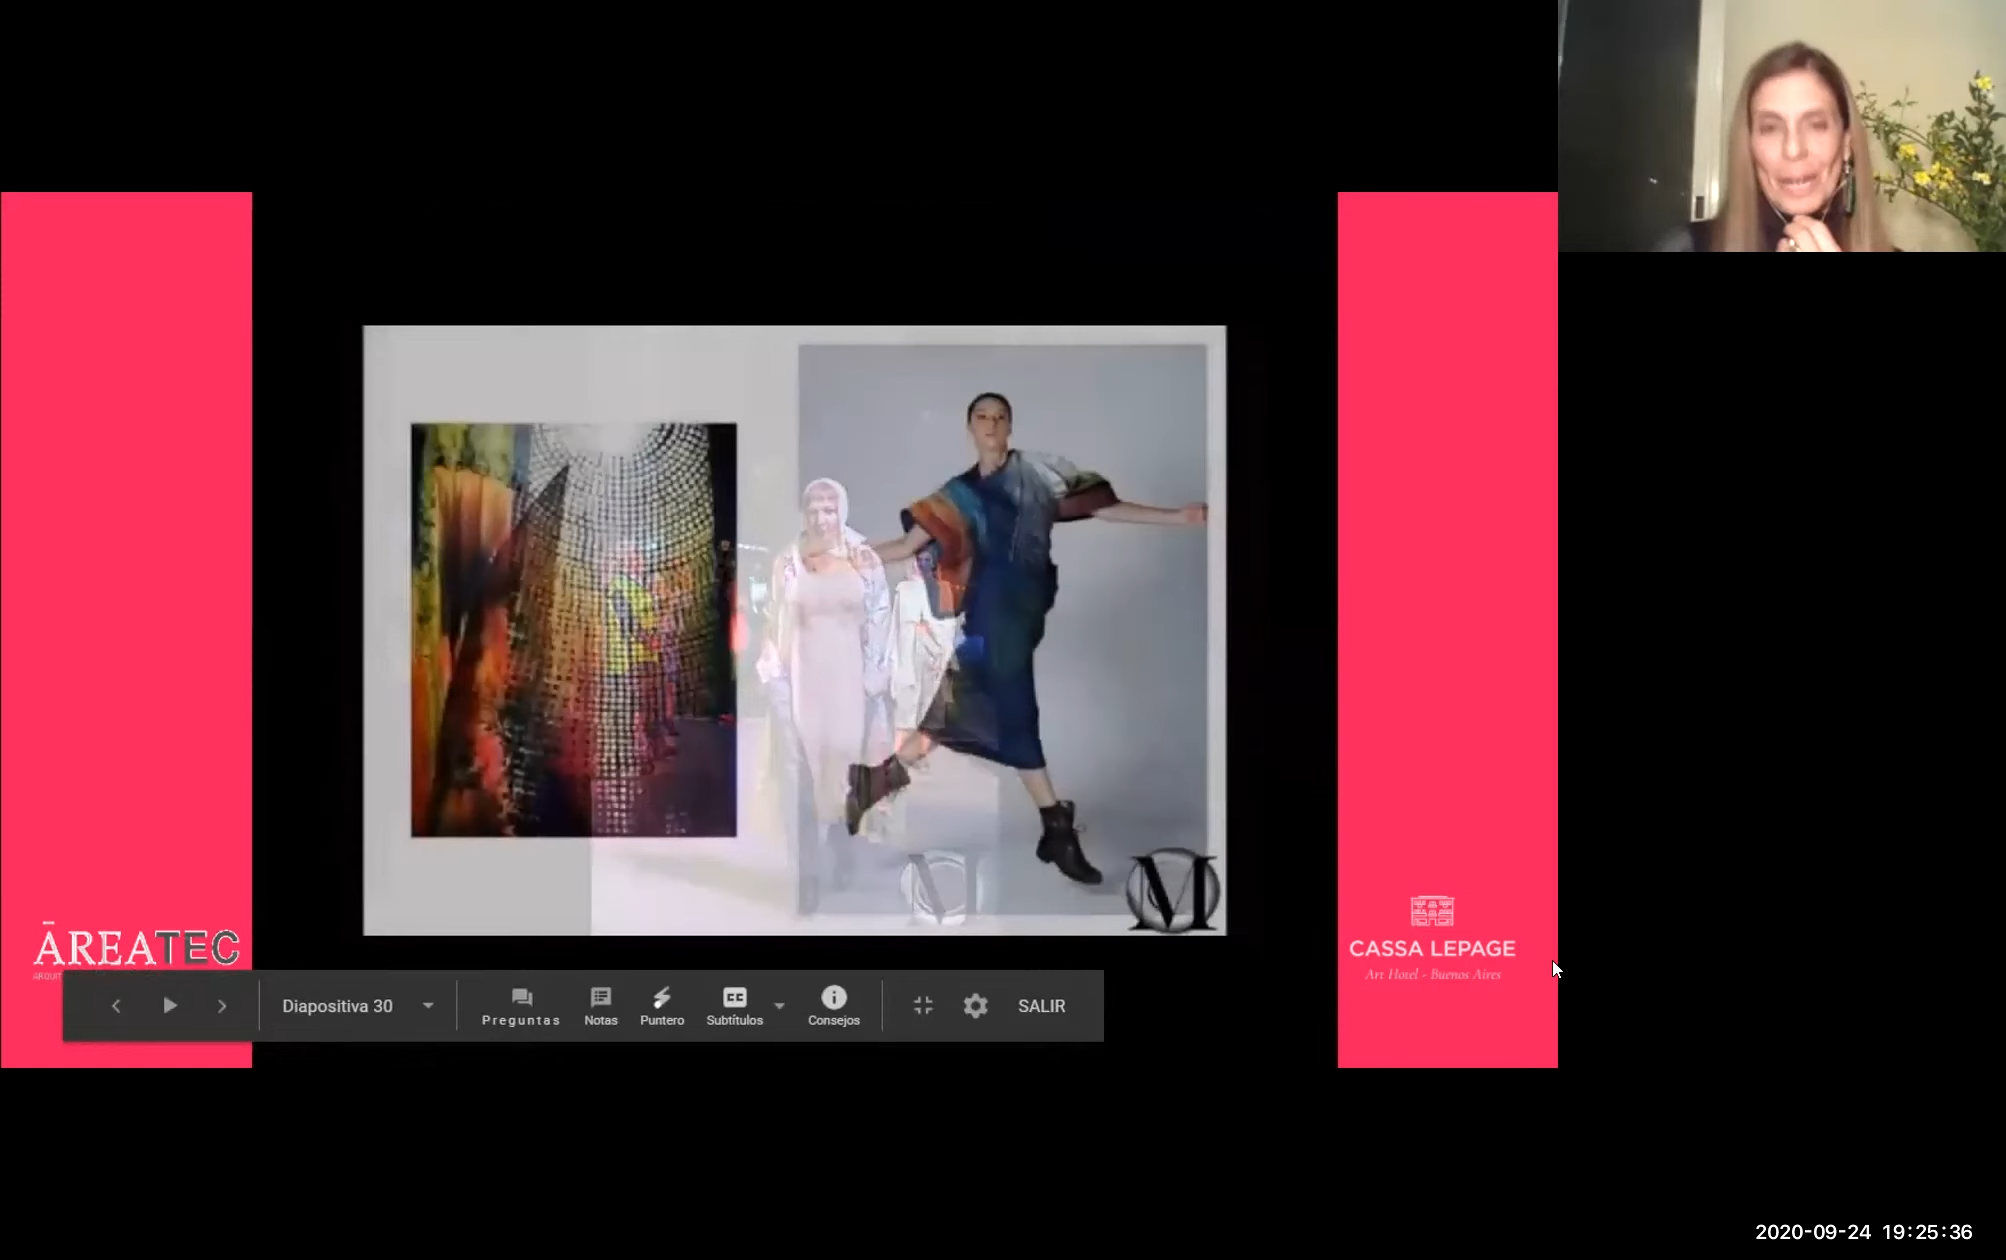 ĀREATEC
CASSA LEPAGE
Art Hotel - Buenos Aires
Diapositiva 30
Preguntas
Notas
Puntero
Subtítulos
Consejos
SALIR
2020-09-24 19:25:36